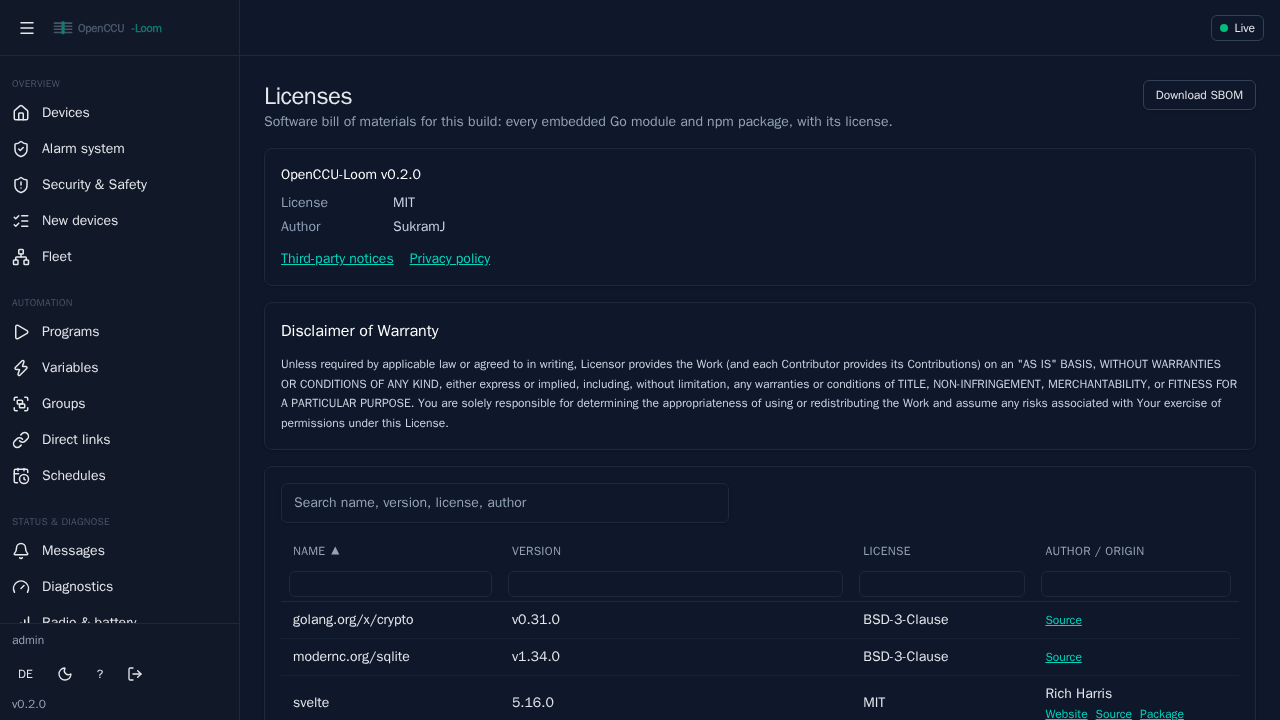 OpenCCU -Loom
Live
OVERVIEW
Devices
Alarm system
Security & Safety
New devices
Fleet
AUTOMATION
Programs
Variables
Groups
Direct links
Schedules
STATUS & DIAGNOSE
Messages
Diagnostics
Radio & battery
admin
DE
?
v0.2.0
Licenses
Download SBOM
Software bill of materials for this build: every embedded Go module and npm package, with its license.
OpenCCU-Loom v0.2.0
License MIT
Author SukramJ
Third-party notices Privacy policy
Disclaimer of Warranty
Unless required by applicable law or agreed to in writing, Licensor provides the Work (and each Contributor provides its Contributions) on an "AS IS" BASIS, WITHOUT WARRANTIES
OR CONDITIONS OF ANY KIND, either express or implied, including, without limitation, any warranties or conditions of TITLE, NON-INFRINGEMENT, MERCHANTABILITY, or FITNESS FOR
A PARTICULAR PURPOSE. You are solely responsible for determining the appropriateness of using or redistributing the Work and assume any risks associated with Your exercise of
permissions under this License.
Search name, version, license, author
NAME ▲ VERSION LICENSE AUTHOR / ORIGIN
golang.org/x/crypto v0.31.0 BSD-3-Clause Source
modernc.org/sqlite v1.34.0 BSD-3-Clause Source
svelte 5.16.0 MIT Rich Harris
Website Source Package